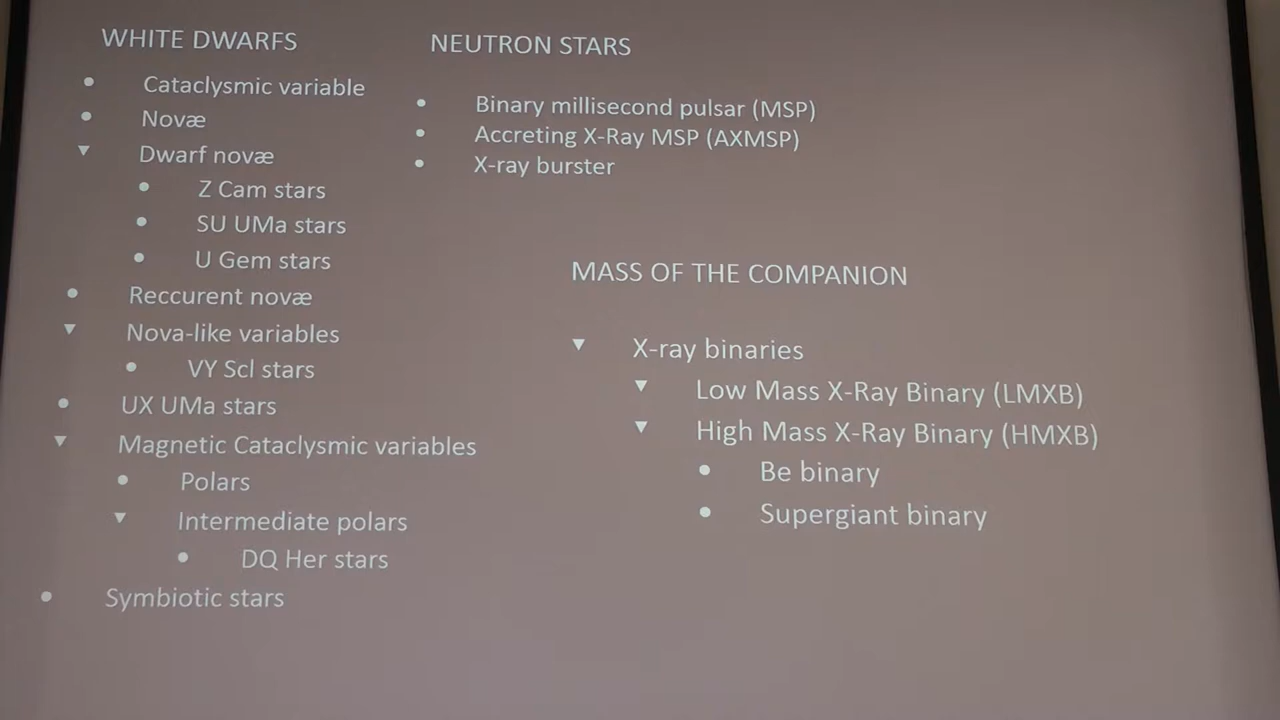 WHITE DWARFS
Cataclysmic variable
Novæ
Dwarf novæ
Z Cam stars
SU UMa stars
U Gem stars
Reccurent novæ
Nova-like variables
VY Scl stars
UX UMa stars
Magnetic Cataclysmic variables
Polars
Intermediate polars
DQ Her stars
Symbiotic stars
NEUTRON STARS
Binary millisecond pulsar (MSP)
Accreting X-Ray MSP (AXMSP)
X-ray burster
MASS OF THE COMPANION
X-ray binaries
Low Mass X-Ray Binary (LMXB)
High Mass X-Ray Binary (HMXB)
Be binary
Supergiant binary